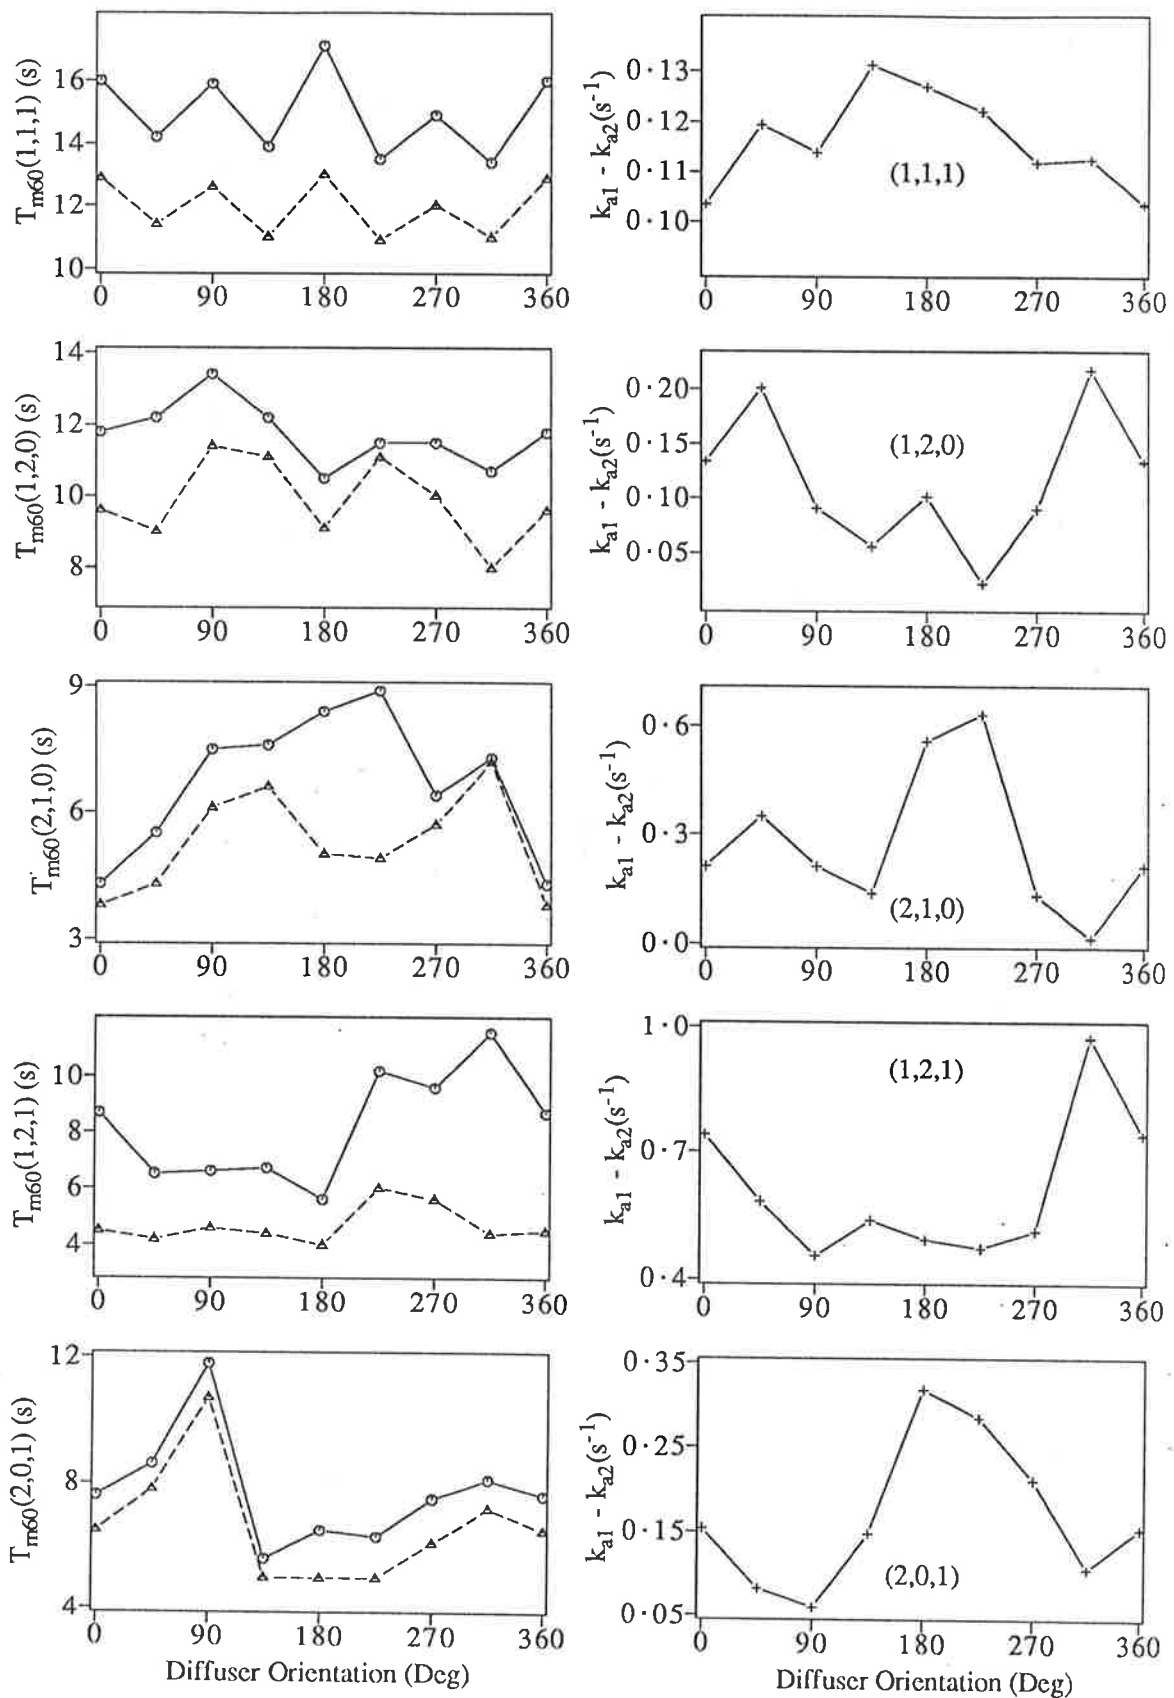 T_m60(1,1,1) (s)
16
14
12
10
0 90 180 270 360
k_a1 - k_a2(s^-1)
0·13
0·12
0·11
0·10
(1,1,1)
0 90 180 270 360
T_m60(1,2,0) (s)
14
12
10
8
0 90 180 270 360
k_a1 - k_a2(s^-1)
0·20
0·15
0·10
0·05
(1,2,0)
0 90 180 270 360
T_m60(2,1,0) (s)
9
6
3
0 90 180 270 360
k_a1 - k_a2(s^-1)
0·6
0·3
0·0
(2,1,0)
0 90 180 270 360
T_m60(1,2,1) (s)
10
8
6
4
0 90 180 270 360
k_a1 - k_a2(s^-1)
1·0
0·7
0·4
(1,2,1)
0 90 180 270 360
T_m60(2,0,1) (s)
12
8
4
0 90 180 270 360
Diffuser Orientation (Deg)
k_a1 - k_a2(s^-1)
0·35
0·25
0·15
0·05
(2,0,1)
0 90 180 270 360
Diffuser Orientation (Deg)